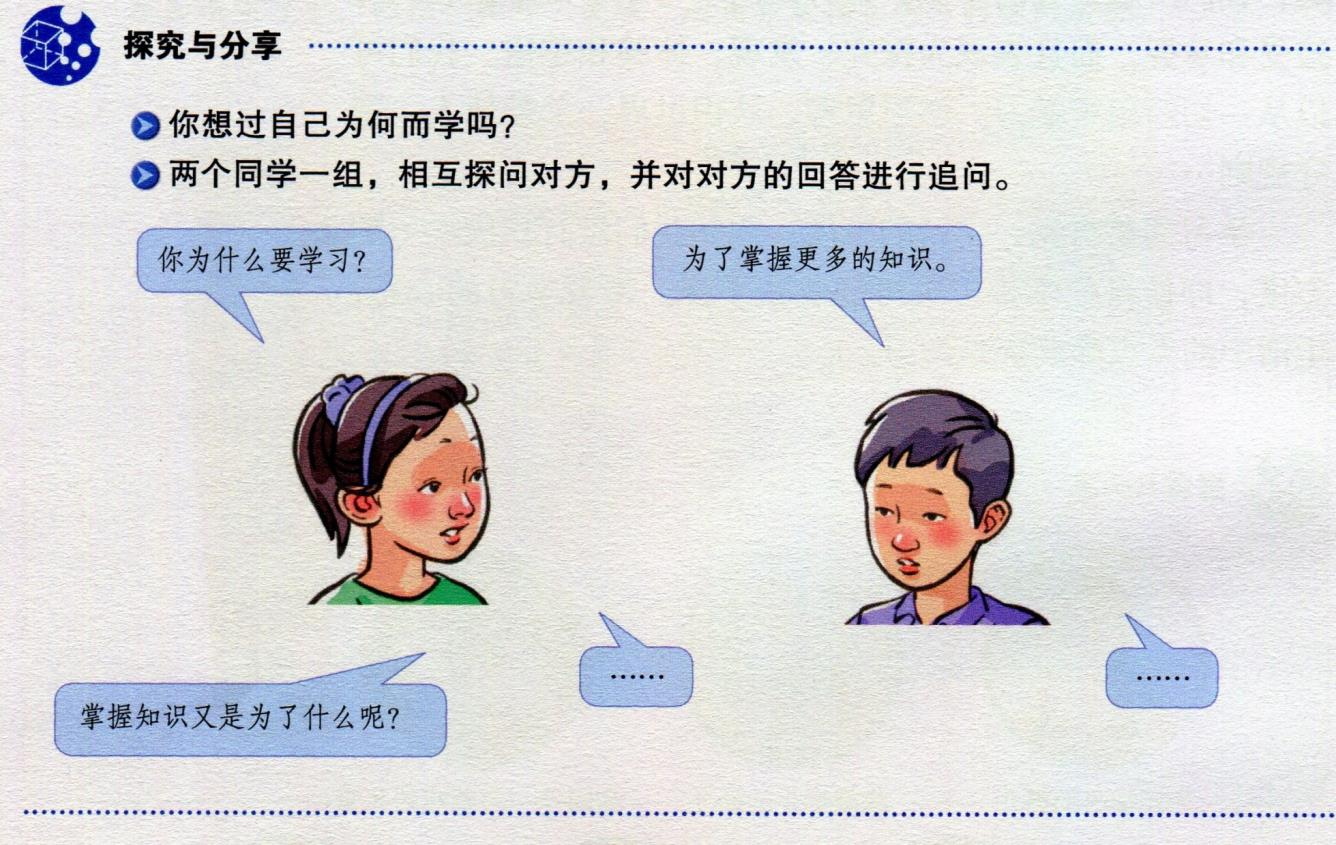 探究与分享
你想过自己为何而学吗?
两个同学一组，相互探问对方，并对对方的回答进行追问。
你为什么要学习?
为了掌握更多的知识。
掌握知识又是为了什么呢?
……
……